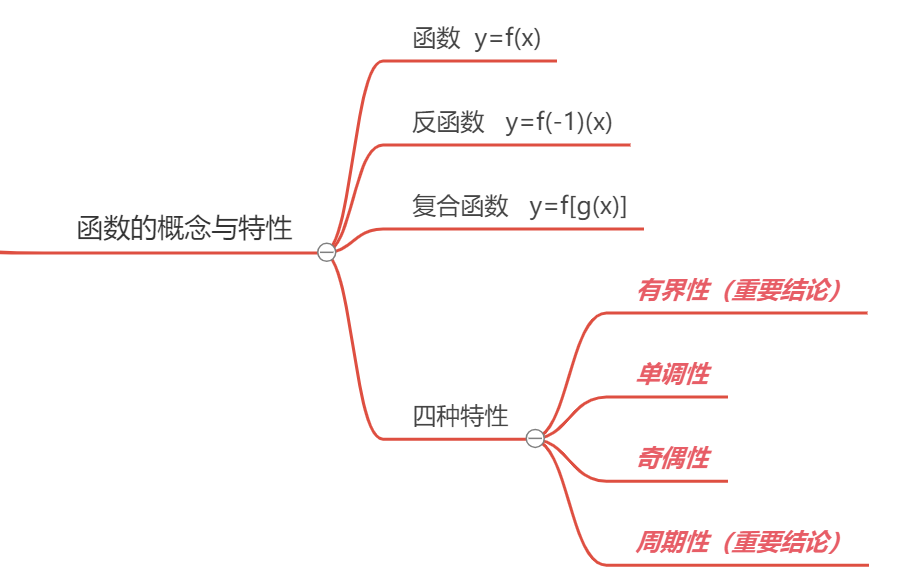 函数 y=f(x)
反函数 y=f(-1)(x)
复合函数 y=f[g(x)]
函数的概念与特性
有界性（重要结论）
单调性
四种特性
奇偶性
周期性（重要结论）